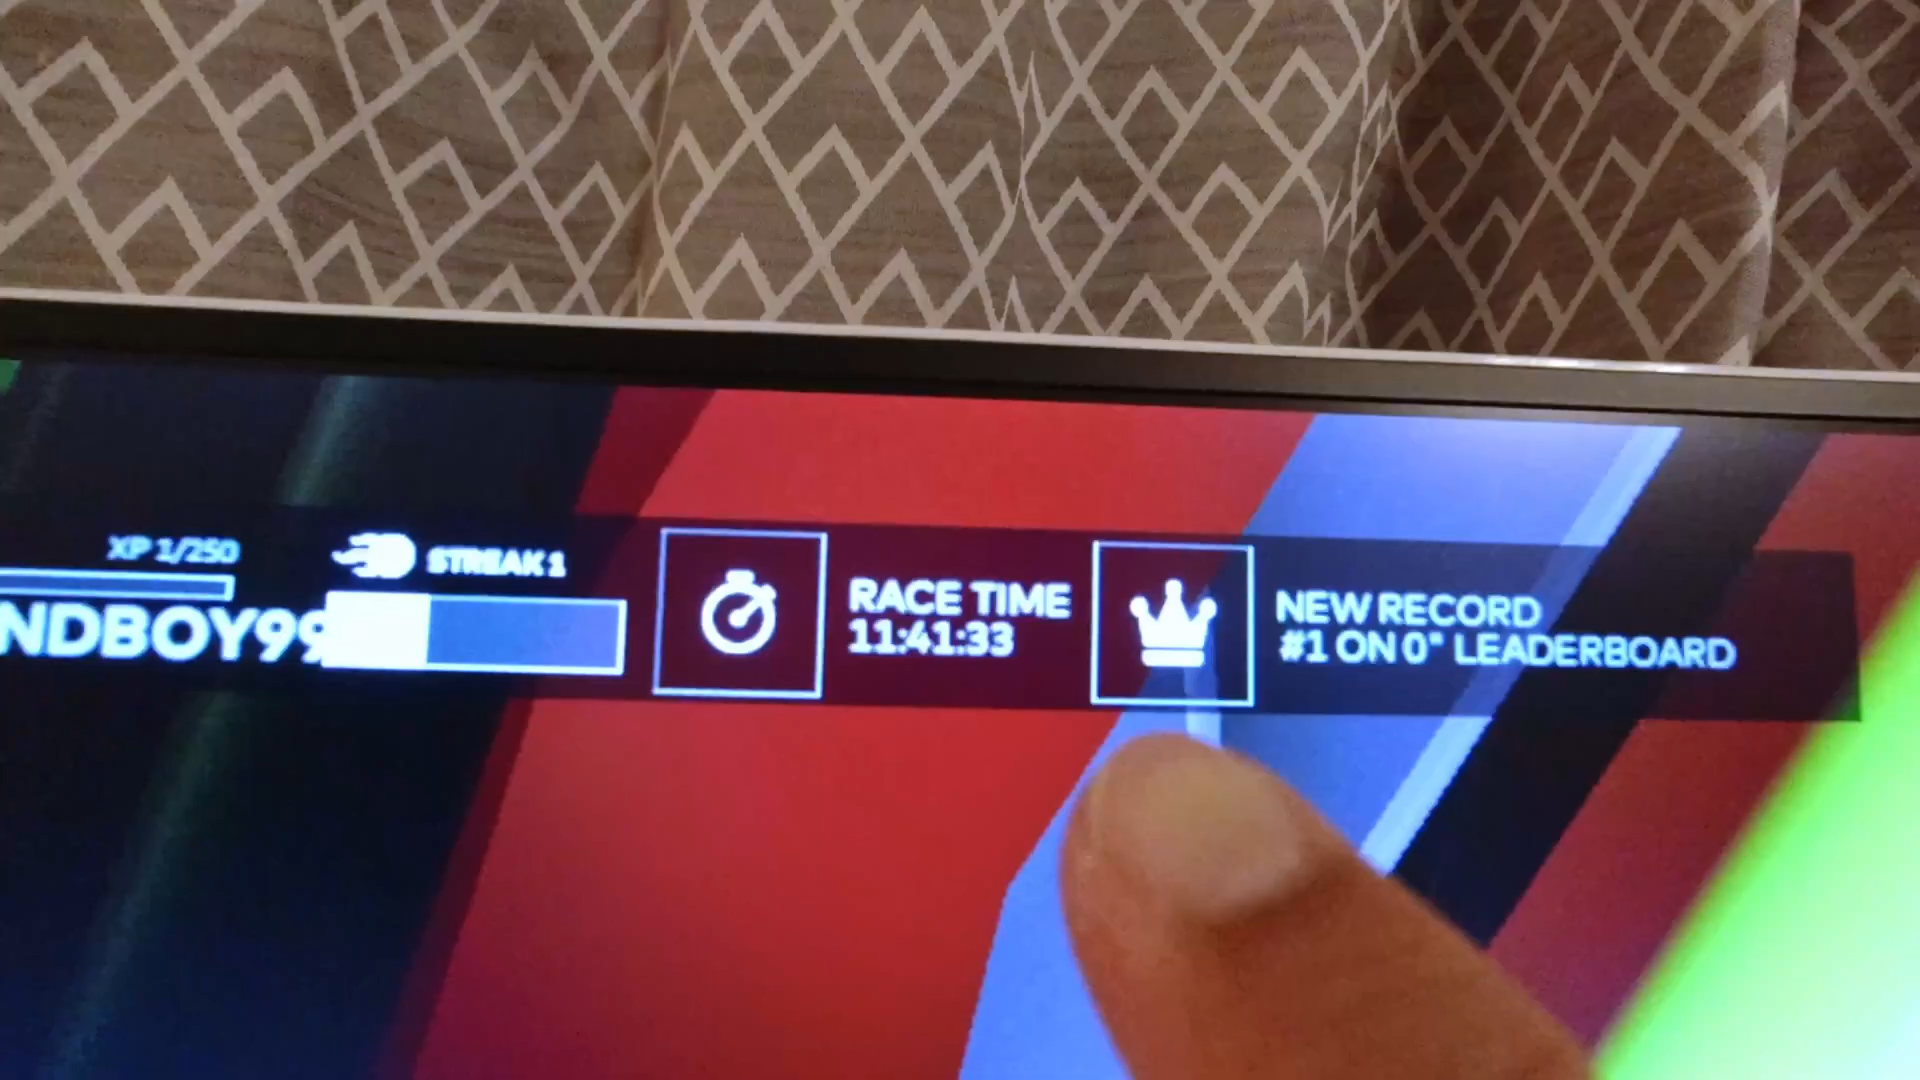 XP 1/250
STREAK 1
NDBOY99
RACE TIME
11:41:33
NEW RECORD
#1 ON 0" LEADERBOARD